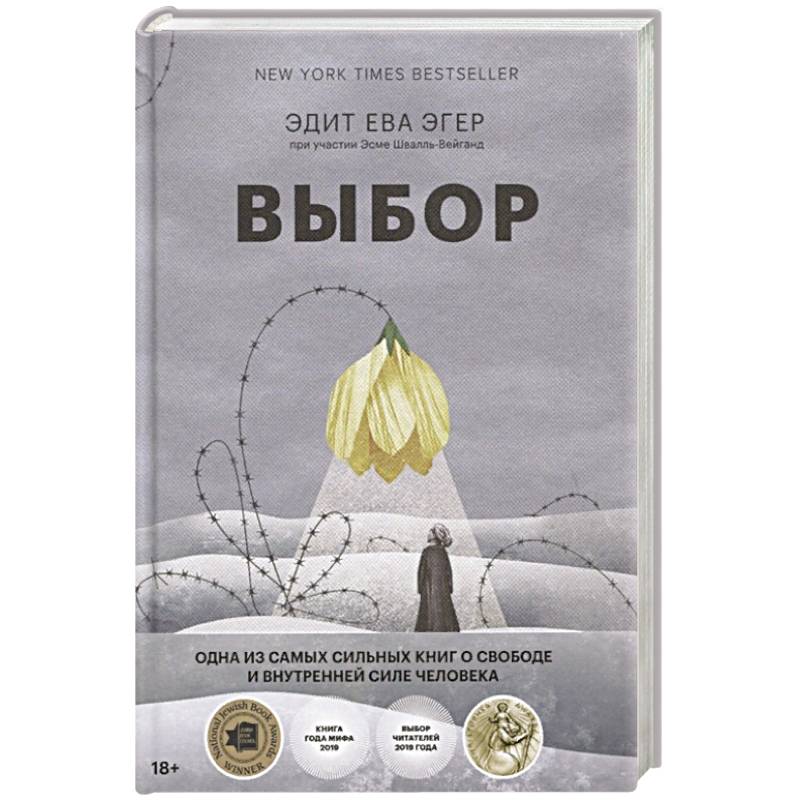 NEW YORK TIMES BESTSELLER
ЭДИТ ЕВА ЭГЕР
при участии Эсме Швалль-Вейганд
ВЫБОР
ОДНА ИЗ САМЫХ СИЛЬНЫХ КНИГ О СВОБОДЕ
И ВНУТРЕННЕЙ СИЛЕ ЧЕЛОВЕКА
National Jewish Book Awards
WINNER
КНИГА
ГОДА МИФА
2019
ВЫБОР
ЧИТАТЕЛЕЙ
2019 ГОДА
18+